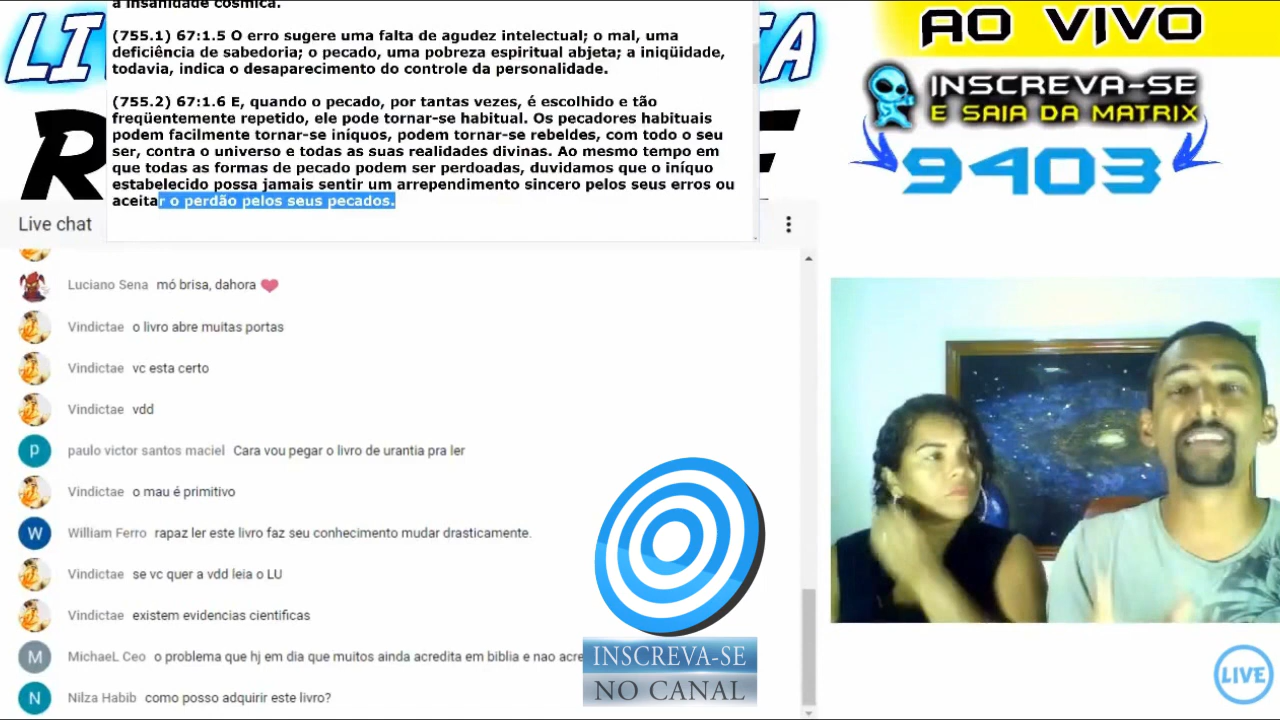 a insanidade cósmica.
(755.1) 67:1.5 O erro sugere uma falta de agudez intelectual; o mal, uma
deficiência de sabedoria; o pecado, uma pobreza espiritual abjeta; a iniqüidade,
todavia, indica o desaparecimento do controle da personalidade.
(755.2) 67:1.6 E, quando o pecado, por tantas vezes, é escolhido e tão
freqüentemente repetido, ele pode tornar-se habitual. Os pecadores habituais
podem facilmente tornar-se iníquos, podem tornar-se rebeldes, com todo o seu
ser, contra o universo e todas as suas realidades divinas. Ao mesmo tempo em
que todas as formas de pecado podem ser perdoadas, duvidamos que o iníquo
estabelecido possa jamais sentir um arrependimento sincero pelos seus erros ou
aceitar o perdão pelos seus pecados.
LI
IA
R
AO VIVO
INSCREVA-SE
E SAIA DA MATRIX
9403
Live chat
Luciano Sena mó brisa, dahora
Vindictae o livro abre muitas portas
Vindictae vc esta certo
Vindictae vdd
p paulo victor santos maciel Cara vou pegar o livro de urantia pra ler
Vindictae o mau é primitivo
W William Ferro rapaz ler este livro faz seu conhecimento mudar drasticamente.
Vindictae se vc quer a vdd leia o LU
Vindictae existem evidencias cientificas
M MichaeL Ceo o problema que hj em dia que muitos ainda acredita em biblia e nao acre
N Nilza Habib como posso adquirir este livro?
INSCREVA-SE
NO CANAL
LIVE